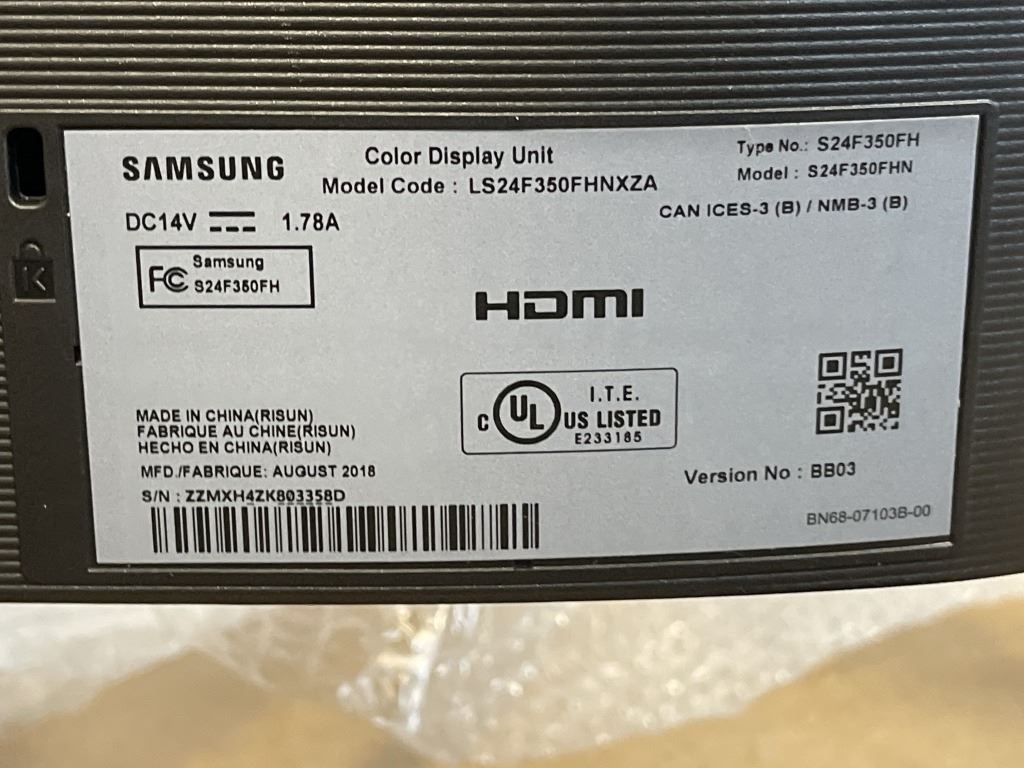 SAMSUNG
Color Display Unit
Model Code : LS24F350FHNXZA
Type No.: S24F350FH
Model : S24F350FHN
CAN ICES-3 (B) / NMB-3 (B)
DC14V 1.78A
FC Samsung
S24F350FH
HDMI
MADE IN CHINA(RISUN)
FABRIQUE AU CHINE(RISUN)
HECHO EN CHINA(RISUN)
MFD./FABRIQUE: AUGUST 2018
S/N : ZZMXH4ZK803358D
I.T.E.
C UL US LISTED
E233185
Version No : BB03
BN68-07103B-00
K